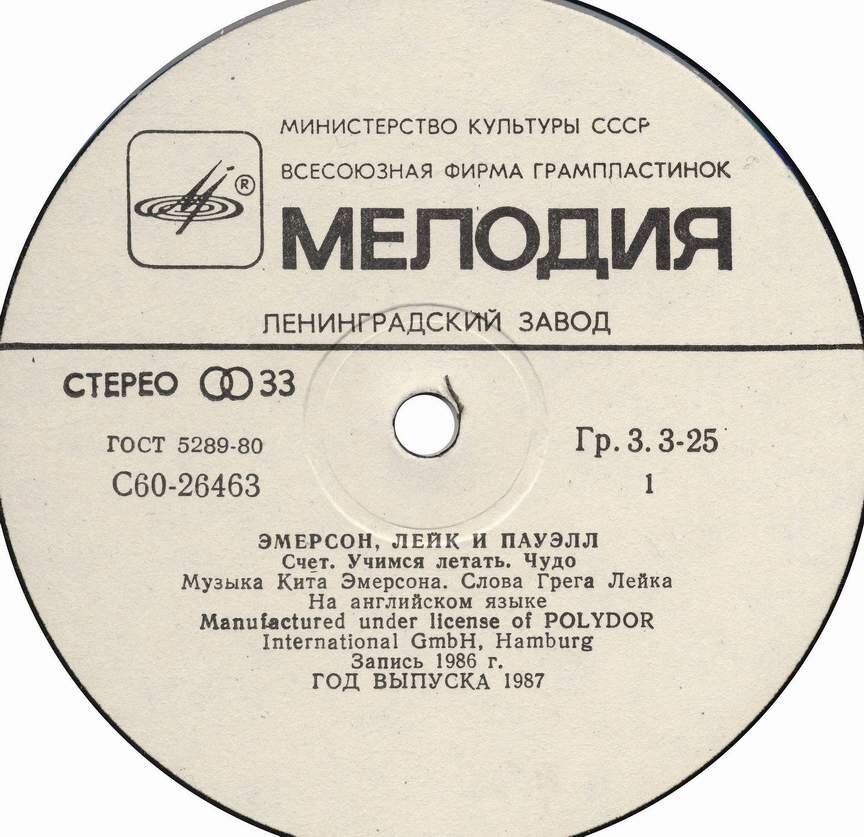 МИНИСТЕРСТВО КУЛЬТУРЫ СССР
ВСЕСОЮЗНАЯ ФИРМА ГРАМПЛАСТИНОК
®
МЕЛОДИЯ
ЛЕНИНГРАДСКИЙ ЗАВОД
СТЕРЕО 33
ГОСТ 5289-80
Гр. 3. 3-25
С60-26463
1
ЭМЕРСОН, ЛЕЙК И ПАУЭЛЛ
Счет. Учимся летать. Чудо
Музыка Кита Эмерсона. Слова Грега Лейка
На английском языке
Manufactured under license of POLYDOR
International GmbH, Hamburg
Запись 1986 г.
ГОД ВЫПУСКА 1987